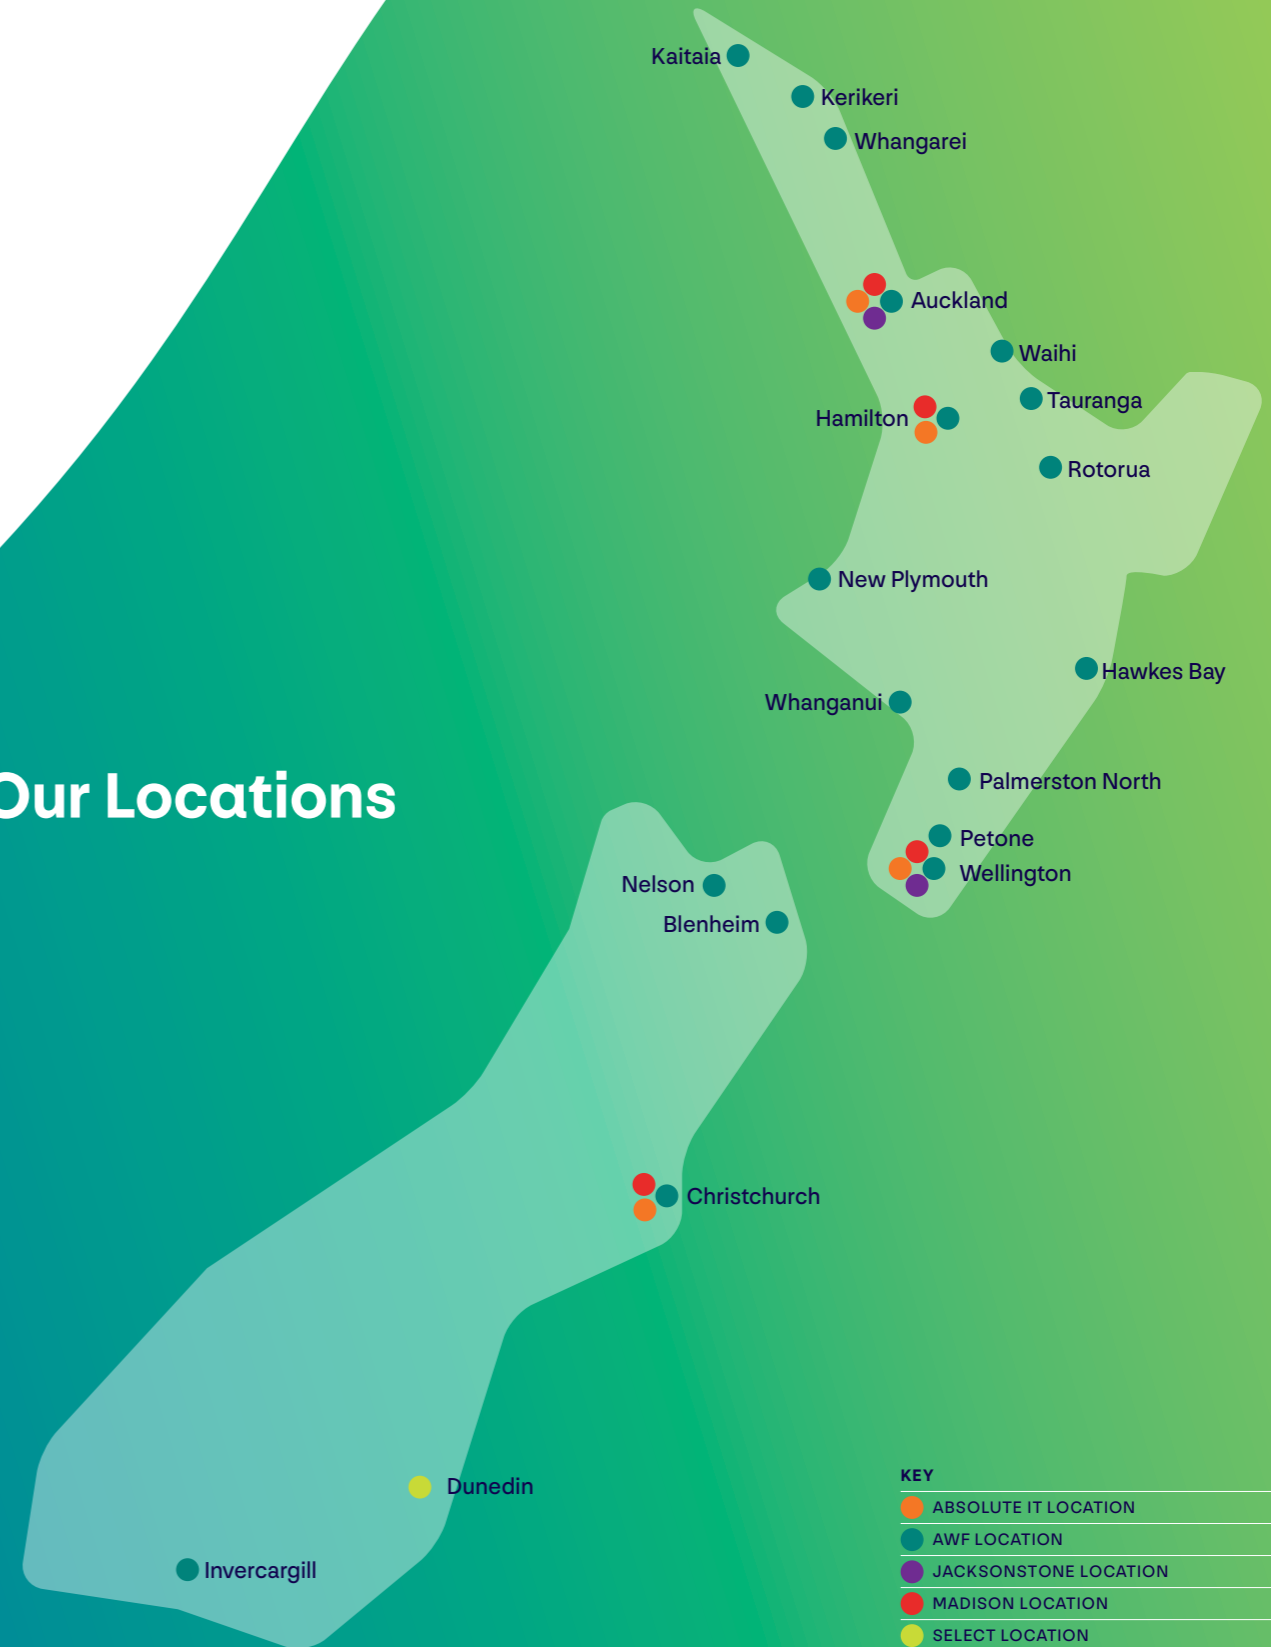 Kaitaia
Kerikeri
Whangarei
Auckland
Waihi
Tauranga
Hamilton
Rotorua
New Plymouth
Hawkes Bay
Whanganui
Our Locations
Palmerston North
Petone
Wellington
Nelson
Blenheim
Christchurch
Dunedin
Invercargill
KEY
ABSOLUTE IT LOCATION
AWF LOCATION
JACKSONSTONE LOCATION
MADISON LOCATION
SELECT LOCATION